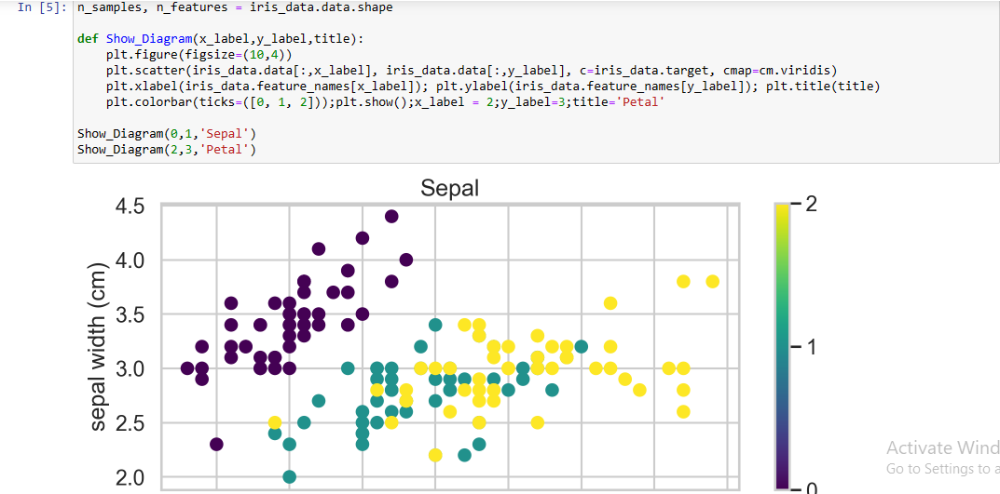 In [5]: n_samples, n_features = iris_data.data.shape
def Show_Diagram(x_label,y_label,title):
    plt.figure(figsize=(10,4))
    plt.scatter(iris_data.data[:,x_label], iris_data.data[:,y_label], c=iris_data.target, cmap=cm.viridis)
    plt.xlabel(iris_data.feature_names[x_label]); plt.ylabel(iris_data.feature_names[y_label]); plt.title(title)
    plt.colorbar(ticks=([0, 1, 2]));plt.show();x_label = 2;y_label=3;title='Petal'
Show_Diagram(0,1,'Sepal')
Show_Diagram(2,3,'Petal')
Sepal
4.5
4.0
3.5
3.0
2.5
2.0
sepal width (cm)
2
1
0
Activate Wind
Go to Settings to a